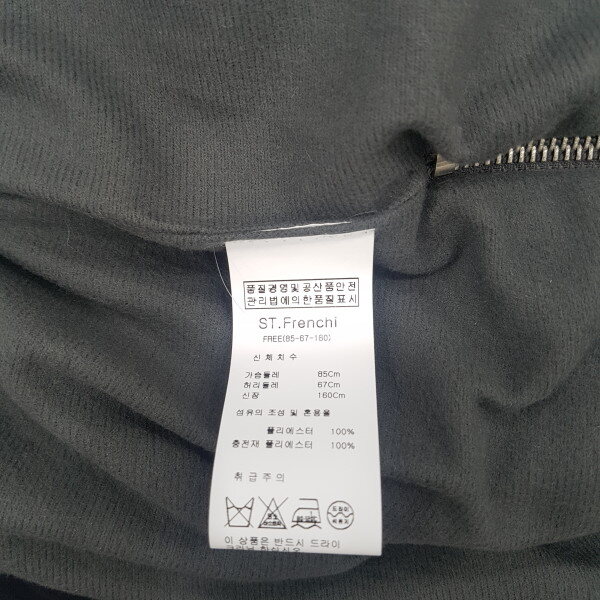 품질경영및공산품안전
관리법에의한품질표시
ST.Frenchi
FREE(85-67-160)
신체치수
가슴둘레 85Cm
허리둘레 67Cm
신장 160Cm
섬유의 조성 및 혼용율
폴리에스터 100%
충전재 폴리에스터 100%
취급주의
드라이
이 상품은 반드시 드라이